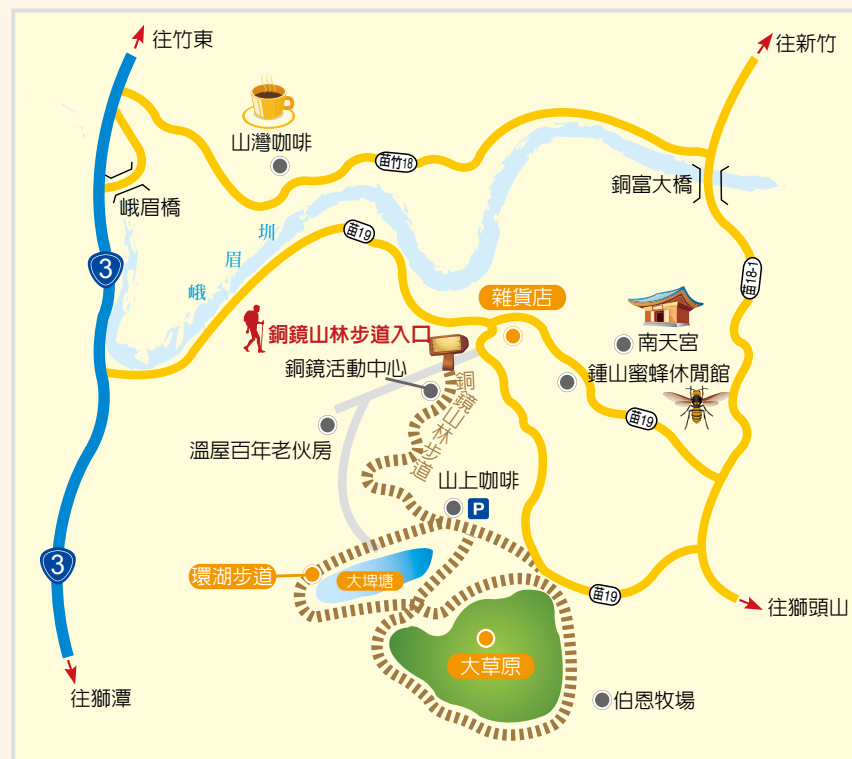 往竹東
往新竹
山灣咖啡
苗竹18
銅富大橋
峨眉橋
峨眉圳
苗19
3
苗18-1
雜貨店
南天宮
銅鏡山林步道入口
銅鏡活動中心
鍾山蜜蜂休閒館
銅鏡山林步道
苗19
溫屋百年老伙房
山上咖啡
P
3
環湖步道
大埤塘
苗19
往獅頭山
大草原
往獅潭
伯恩牧場